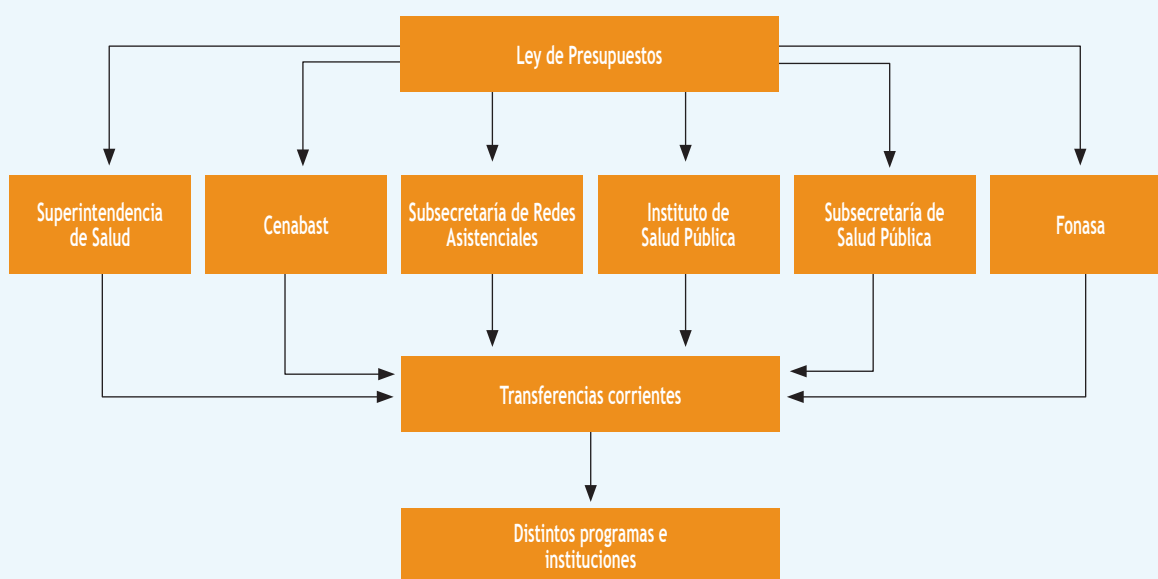 Ley de Presupuestos
Superintendencia
de Salud
Cenabast
Subsecretaría de Redes
Asistenciales
Instituto de
Salud Pública
Subsecretaría de
Salud Pública
Fonasa
Transferencias corrientes
Distintos programas e
instituciones